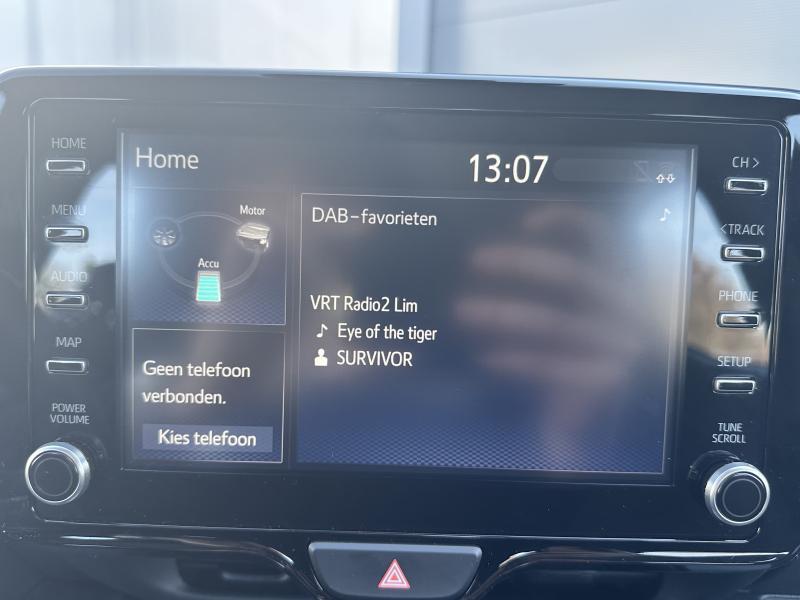 HOME
MENU
AUDIO
MAP
POWER
VOLUME
Home
13:07
Motor
Accu
Geen telefoon
verbonden.
Kies telefoon
DAB-favorieten
VRT Radio2 Lim
Eye of the tiger
SURVIVOR
CH >
<TRACK
PHONE
SETUP
TUNE
SCROLL